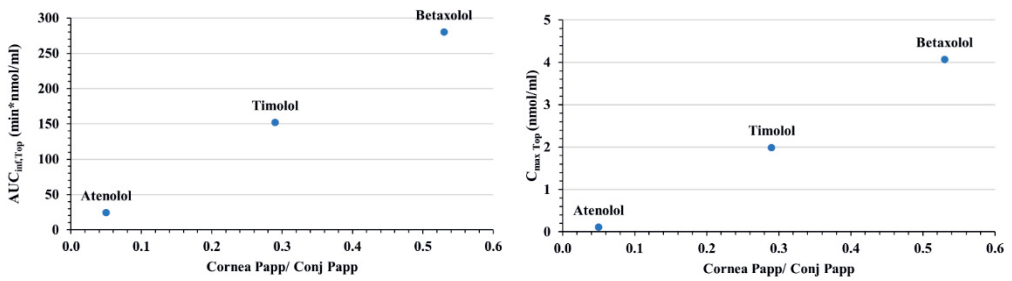 300
250
200
150
100
50
0
AUCinf,Top (min*nmol/ml)
Betaxolol
Timolol
Atenolol
0.0 0.1 0.2 0.3 0.4 0.5 0.6
Cornea Papp/ Conj Papp
5
4
3
2
1
0
Cmax Top (nmol/ml)
Betaxolol
Timolol
Atenolol
0.0 0.1 0.2 0.3 0.4 0.5 0.6
Cornea Papp/ Conj Papp